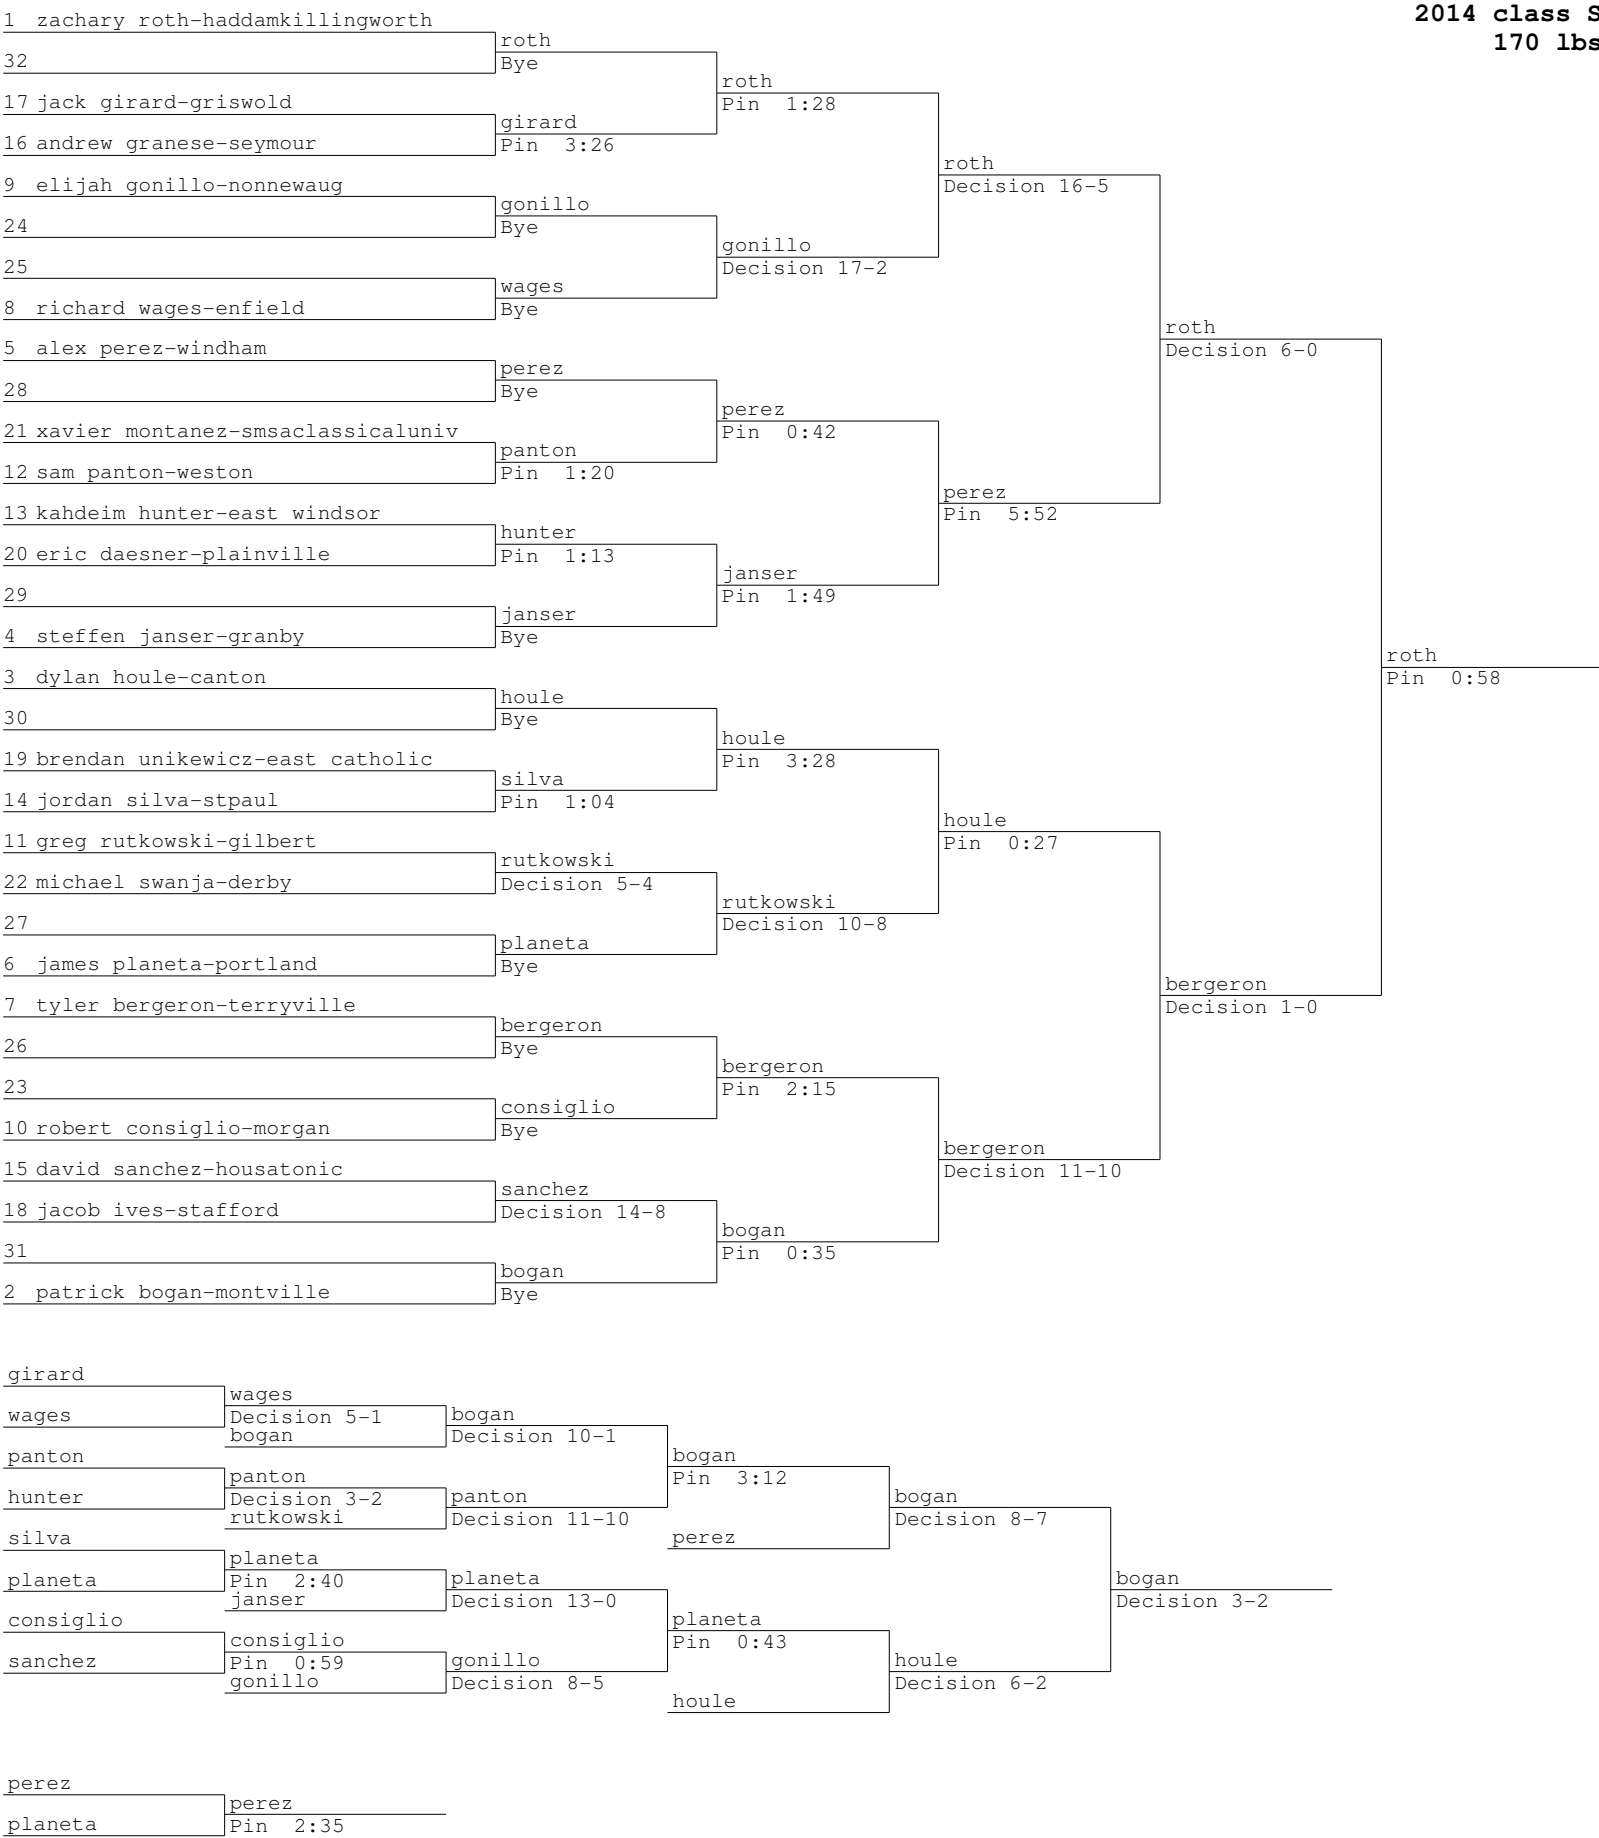 2014 class S
170 lbs
1 zachary roth-haddamkillingworth
roth
32
Bye
roth
17 jack girard-griswold
Pin 1:28
girard
16 andrew granese-seymour
Pin 3:26
roth
9 elijah gonillo-nonnewaug
Decision 16-5
gonillo
24
Bye
gonillo
25
Decision 17-2
wages
8 richard wages-enfield
Bye
roth
5 alex perez-windham
Decision 6-0
perez
28
Bye
perez
21 xavier montanez-smsaclassicaluniv
Pin 0:42
panton
12 sam panton-weston
Pin 1:20
perez
13 kahdeim hunter-east windsor
Pin 5:52
hunter
20 eric daesner-plainville
Pin 1:13
janser
29
Pin 1:49
janser
4 steffen janser-granby
Bye
roth
3 dylan houle-canton
Pin 0:58
houle
30
Bye
houle
19 brendan unikewicz-east catholic
Pin 3:28
silva
14 jordan silva-stpaul
Pin 1:04
houle
11 greg rutkowski-gilbert
Pin 0:27
rutkowski
22 michael swanja-derby
Decision 5-4
rutkowski
27
Decision 10-8
planeta
6 james planeta-portland
Bye
bergeron
7 tyler bergeron-terryville
Decision 1-0
bergeron
26
Bye
bergeron
23
Pin 2:15
consiglio
10 robert consiglio-morgan
Bye
bergeron
15 david sanchez-housatonic
Decision 11-10
sanchez
18 jacob ives-stafford
Decision 14-8
bogan
31
Pin 0:35
bogan
2 patrick bogan-montville
Bye
girard
wages
wages
Decision 5-1
bogan
bogan
Decision 10-1
panton
bogan
panton
Pin 3:12
hunter
Decision 3-2
panton
bogan
rutkowski
Decision 11-10
Decision 8-7
silva
perez
planeta
planeta
Pin 2:40
planeta
bogan
janser
Decision 13-0
Decision 3-2
consiglio
planeta
consiglio
Pin 0:43
sanchez
Pin 0:59
gonillo
houle
gonillo
Decision 8-5
Decision 6-2
houle
perez
perez
planeta
Pin 2:35